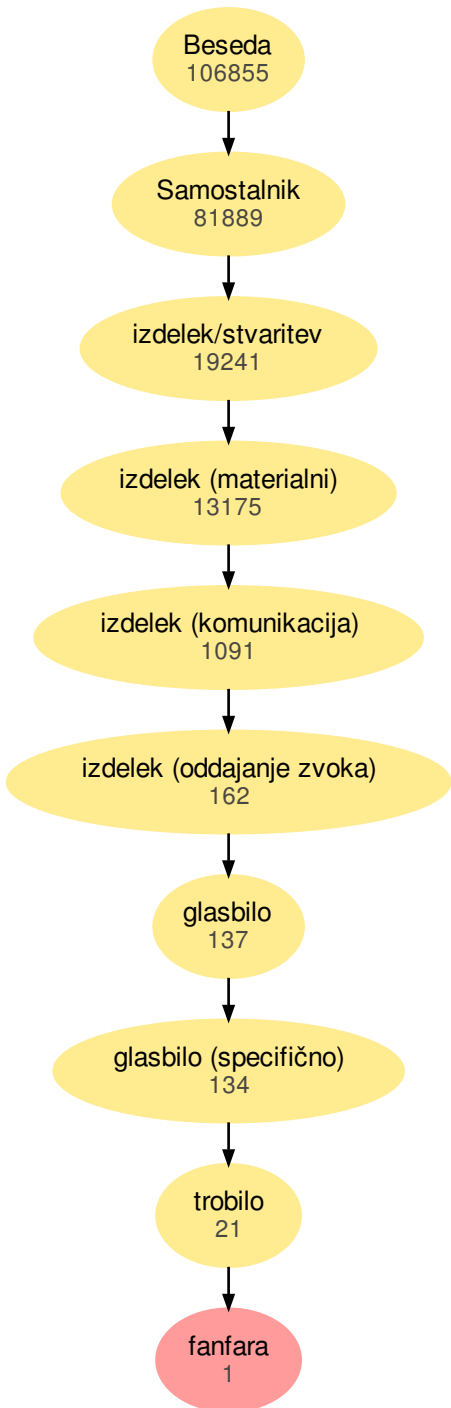 Beseda
106855
Samostalnik
81889
izdelek/stvaritev
19241
izdelek (materialni)
13175
izdelek (komunikacija)
1091
izdelek (oddajanje zvoka)
162
glasbilo
137
glasbilo (specifično)
134
trobilo
21
fanfara
1